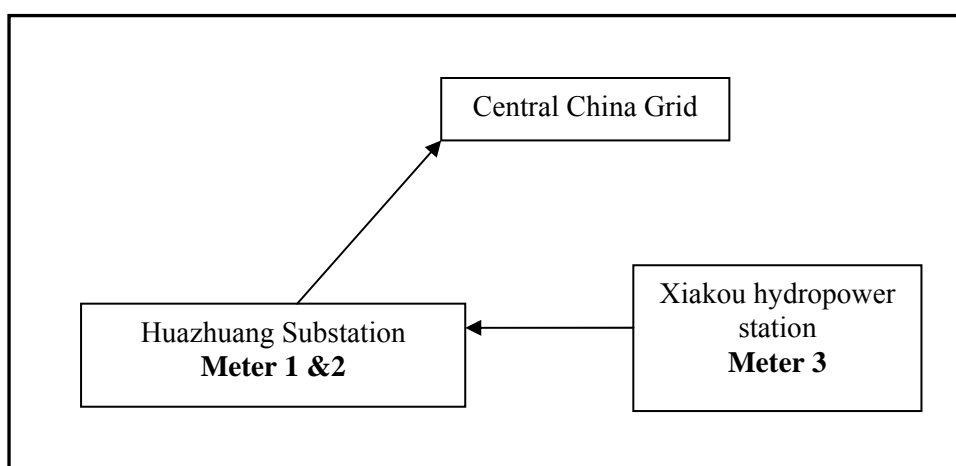 Central China Grid
Huazhuang Substation
Meter 1 &2
Xiakou hydropower
station
Meter 3